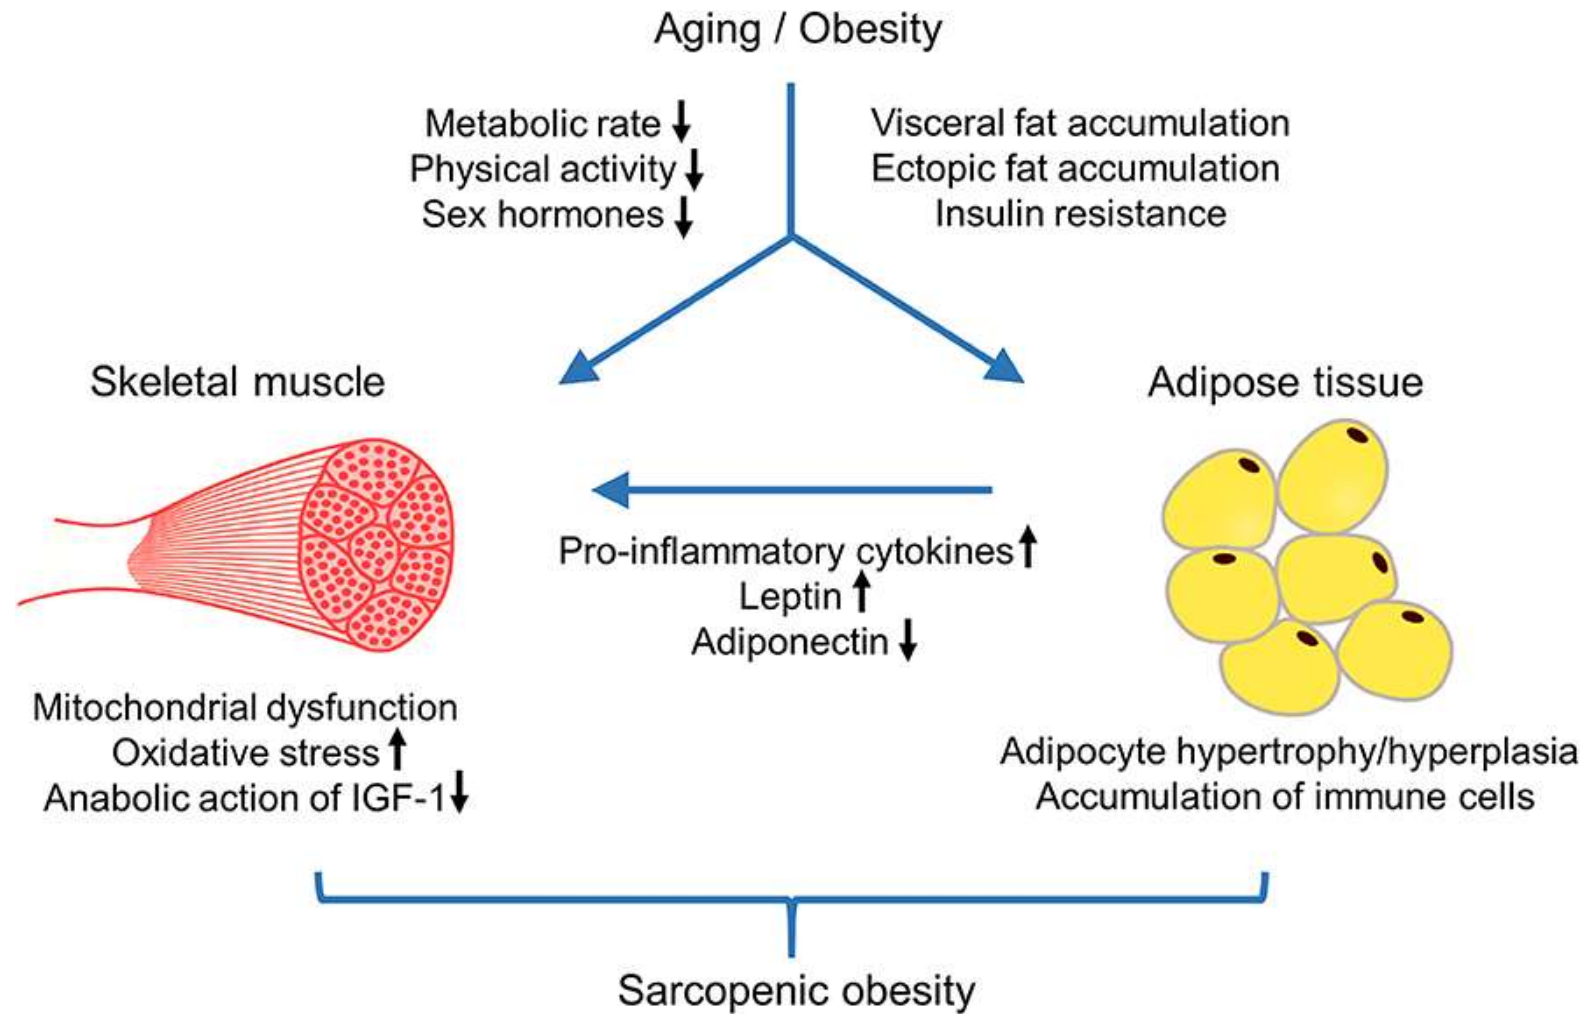 Aging / Obesity
Metabolic rate ↓
Physical activity ↓
Sex hormones ↓
Visceral fat accumulation
Ectopic fat accumulation
Insulin resistance
Skeletal muscle
Adipose tissue
Pro-inflammatory cytokines ↑
Leptin ↑
Adiponectin ↓
Mitochondrial dysfunction
Oxidative stress ↑
Anabolic action of IGF-1 ↓
Adipocyte hypertrophy/hyperplasia
Accumulation of immune cells
Sarcopenic obesity